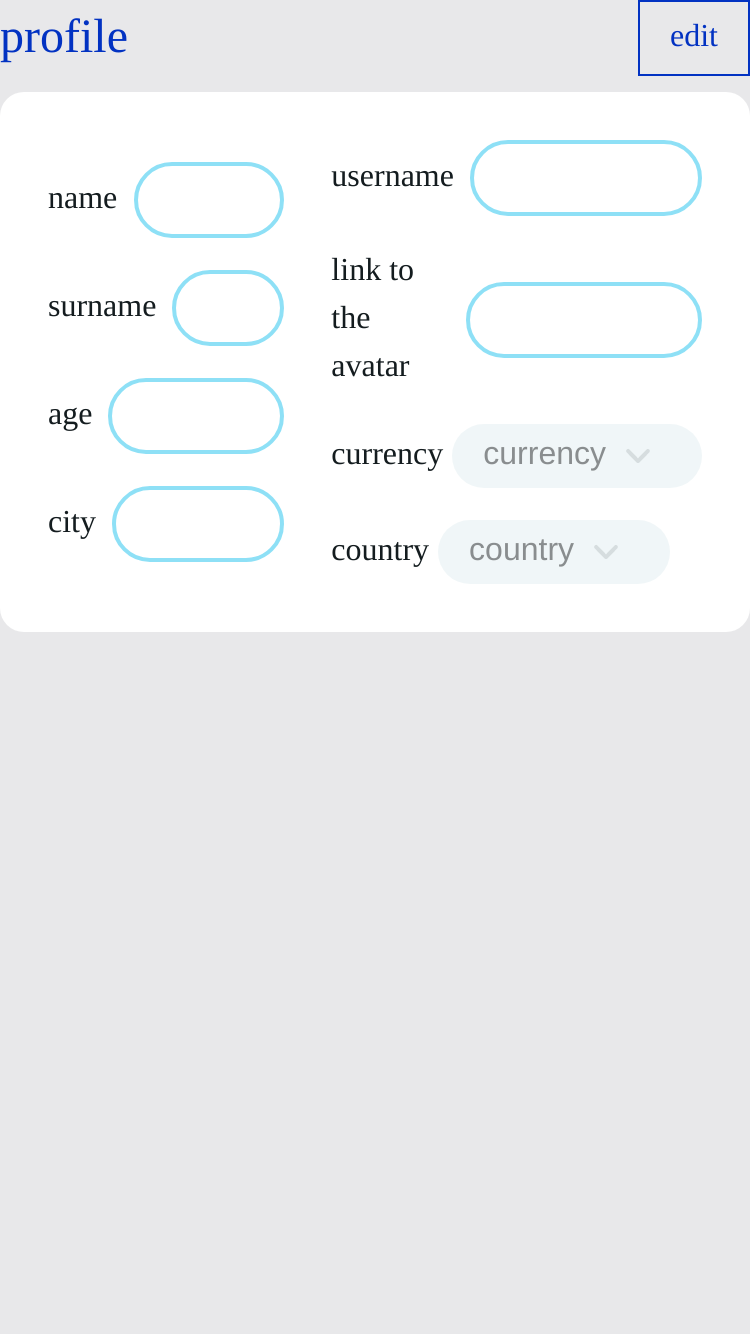 profile
edit
name
surname
age
city
username
link to
the
avatar
currency
currency
country
country